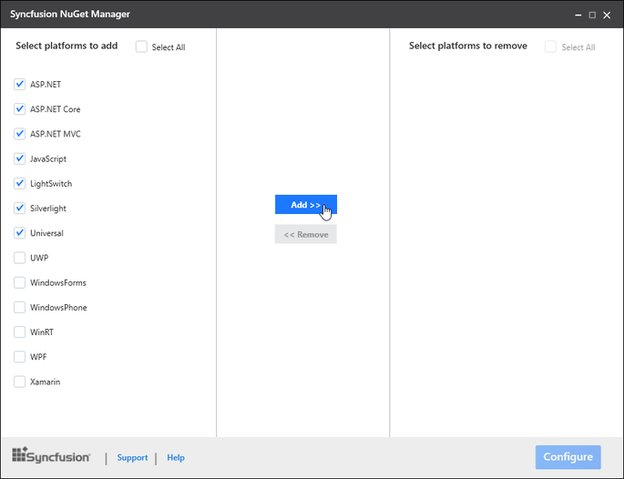 Syncfusion NuGet Manager
Select platforms to add
Select All
Select platforms to remove
Select All
ASP.NET
ASP.NET Core
ASP.NET MVC
JavaScript
LightSwitch
Silverlight
Universal
UWP
WindowsForms
WindowsPhone
WinRT
WPF
Xamarin
Add >>
<< Remove
Syncfusion
Support
Help
Configure